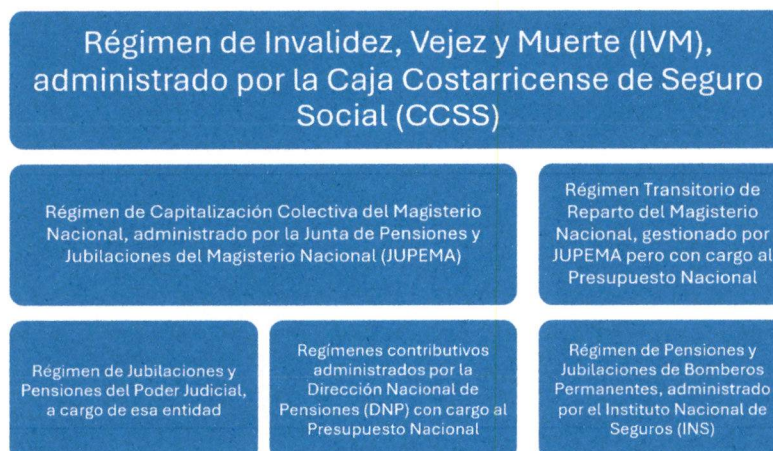 Régimen de Invalidez, Vejez y Muerte (IVM),
administrado por la Caja Costarricense de Seguro
Social (CCSS)
Régimen de Capitalización Colectiva del Magisterio
Nacional, administrado por la Junta de Pensiones y
Jubilaciones del Magisterio Nacional (JUPEMA)
Régimen Transitorio de
Reparto del Magisterio
Nacional, gestionado por
JUPEMA pero con cargo al
Presupuesto Nacional
Régimen de Jubilaciones y
Pensiones del Poder Judicial,
a cargo de esa entidad
Regímenes contributivos
administrados por la
Dirección Nacional de
Pensiones (DNP) con cargo al
Presupuesto Nacional
Régimen de Pensiones y
Jubilaciones de Bomberos
Permanentes, administrado
por el Instituto Nacional de
Seguros (INS)